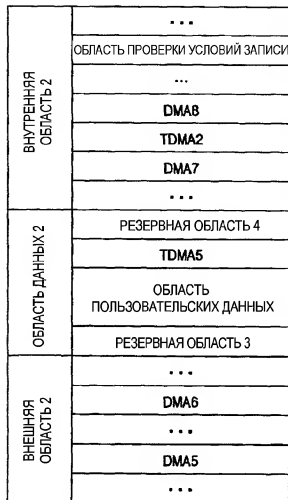 ВНУТРЕННЯЯ
ОБЛАСТЬ 2
...
ОБЛАСТЬ ПРОВЕРКИ УСЛОВИЙ ЗАПИСИ
...
DMA8
TDMA2
DMA7
...
ОБЛАСТЬ ДАННЫХ 2
РЕЗЕРВНАЯ ОБЛАСТЬ 4
TDMA5
ОБЛАСТЬ
ПОЛЬЗОВАТЕЛЬСКИХ ДАННЫХ
РЕЗЕРВНАЯ ОБЛАСТЬ 3
ВНЕШНЯЯ
ОБЛАСТЬ 2
...
DMA6
...
DMA5
...